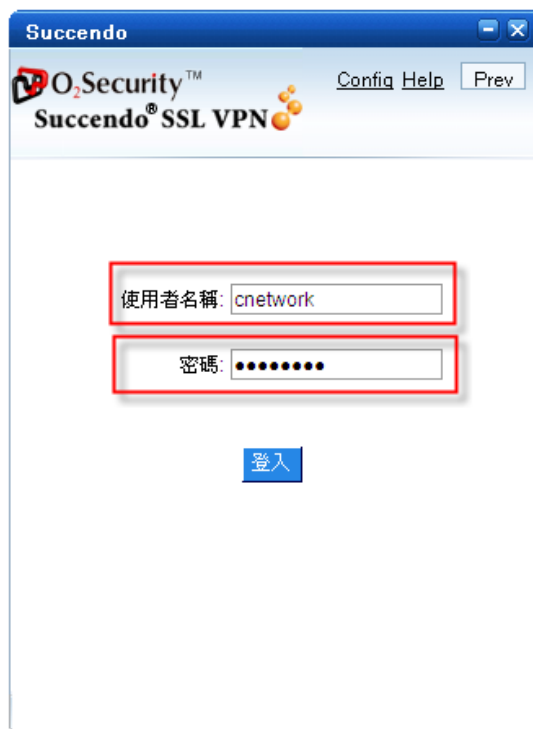 Succendo
O2Security™
Config Help Prev
Succendo® SSL VPN
使用者名稱: cnetwork
密碼: ••••••••
登入